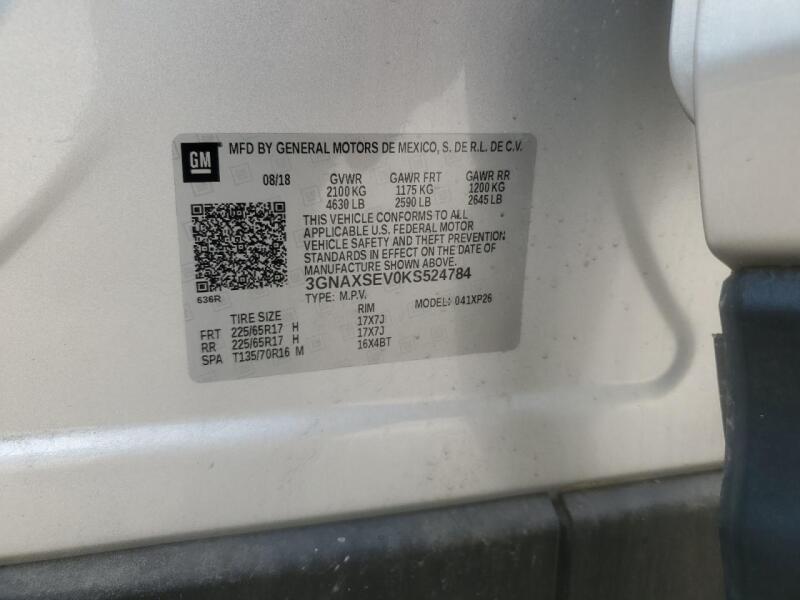 GM MFD BY GENERAL MOTORS DE MEXICO, S. DE R.L. DE C.V.
08/18 GVWR GAWR FRT GAWR RR
2100 KG 1175 KG 1200 KG
4630 LB 2590 LB 2645 LB
THIS VEHICLE CONFORMS TO ALL
APPLICABLE U.S. FEDERAL MOTOR
VEHICLE SAFETY AND THEFT PREVENTION
STANDARDS IN EFFECT ON THE DATE OF
MANUFACTURE SHOWN ABOVE.
3GNAXSEV0KS524784
636R TYPE: M.P.V. MODEL: 041XP26
TIRE SIZE RIM
FRT 225/65R17 H 17X7J
RR 225/65R17 H 17X7J
SPA T135/70R16 M 16X4BT